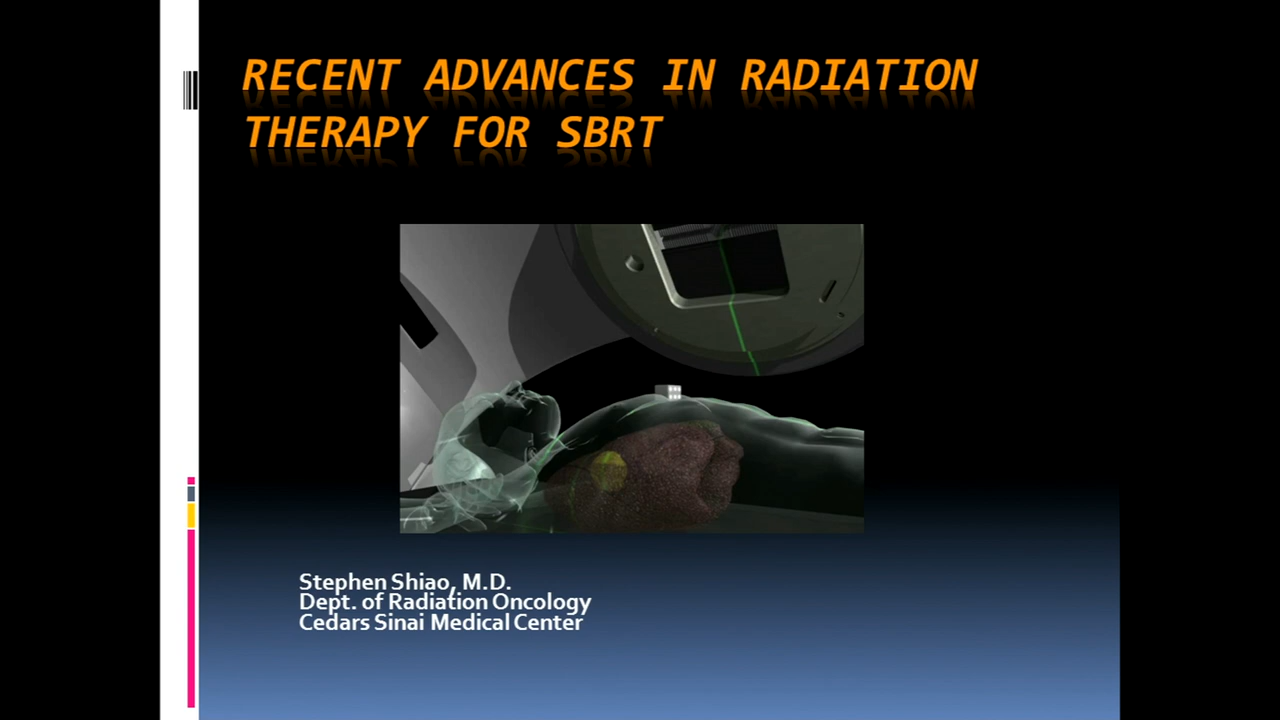 RECENT ADVANCES IN RADIATION
THERAPY FOR SBRT
Stephen Shiao, M.D.
Dept. of Radiation Oncology
Cedars Sinai Medical Center